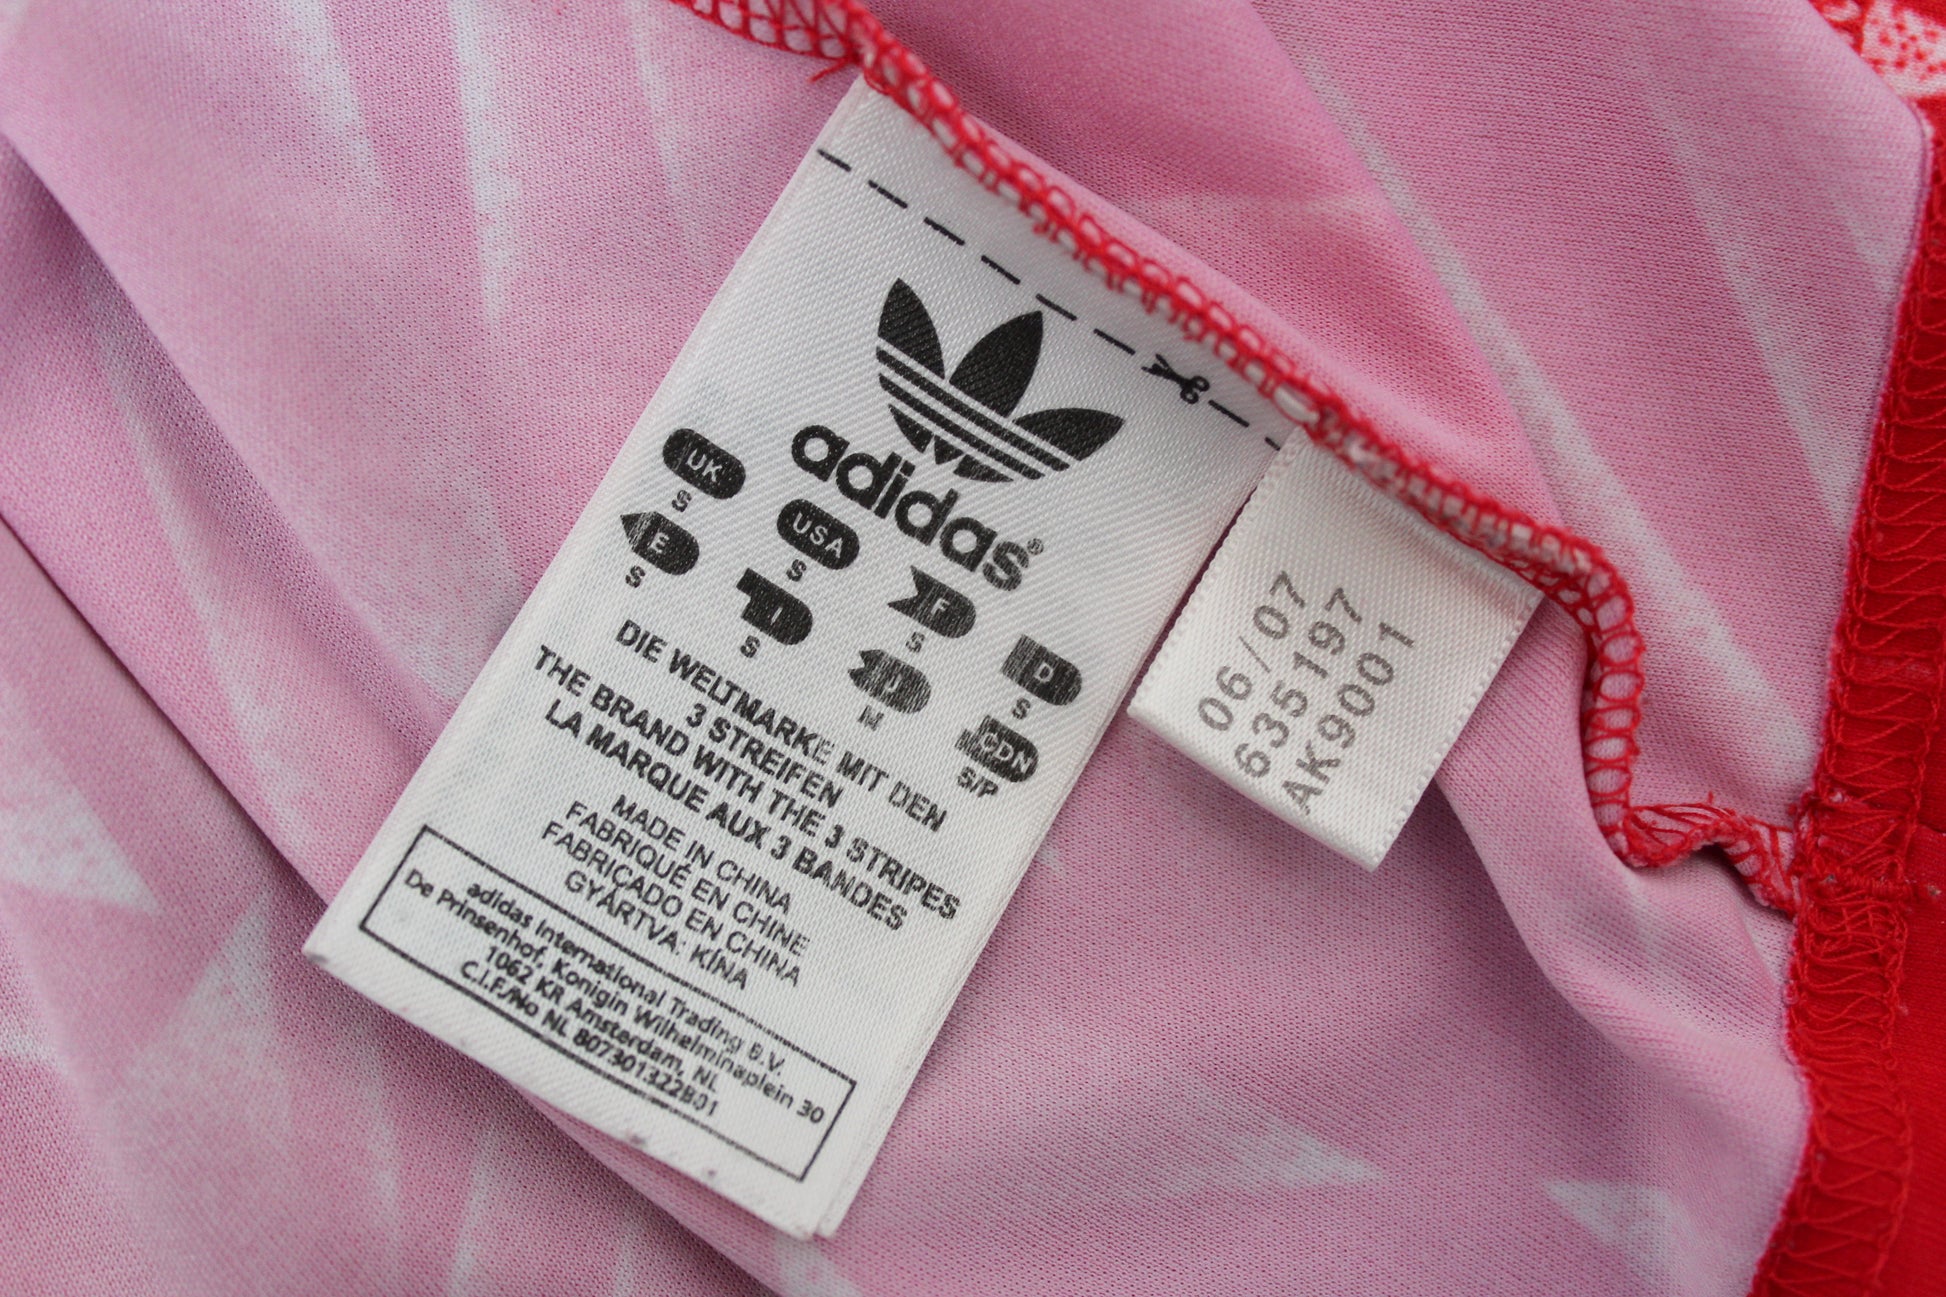 adidas®
UK
S
USA
S
F
S
D
S
E
S
I
S
J
M
CDN
S/P
DIE WELTMARKE MIT DEN
3 STREIFEN
THE BRAND WITH THE 3 STRIPES
LA MARQUE AUX 3 BANDES
MADE IN CHINA
FABRIQUÉ EN CHINE
FABRICADO EN CHINA
GYÁRTVA: KÍNA
adidas International Trading B.V.
De Prinsenhof, Konigin Wilhelminaplein 30
1062 KR Amsterdam, NL
C.I.F./No NL 807301322B01
06/07
635197
AK9001